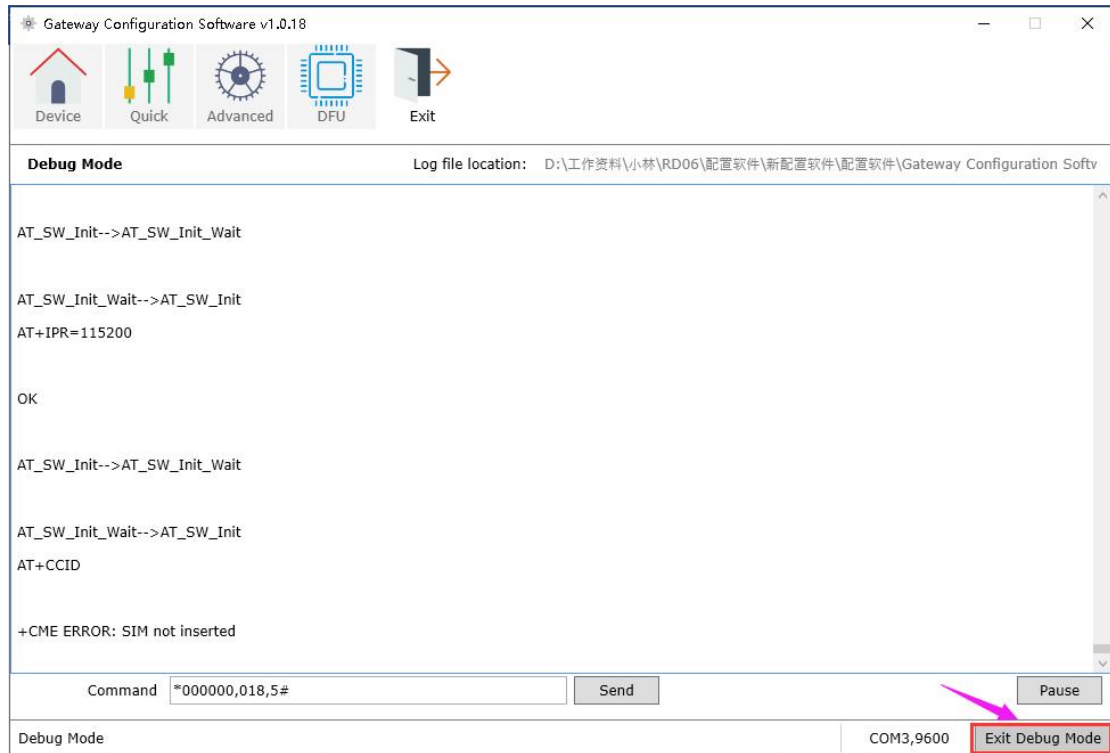 Gateway Configuration Software v1.0.18
Device Quick Advanced DFU Exit
Debug Mode Log file location: D:\工作资料\小林\RD06\配置软件\新配置软件\配置软件\Gateway Configuration Softv
AT_SW_Init-->AT_SW_Init_Wait
AT_SW_Init_Wait-->AT_SW_Init
AT+IPR=115200
OK
AT_SW_Init-->AT_SW_Init_Wait
AT_SW_Init_Wait-->AT_SW_Init
AT+CCID
+CME ERROR: SIM not inserted
Command *000000,018,5# Send Pause
Debug Mode COM3,9600 Exit Debug Mode